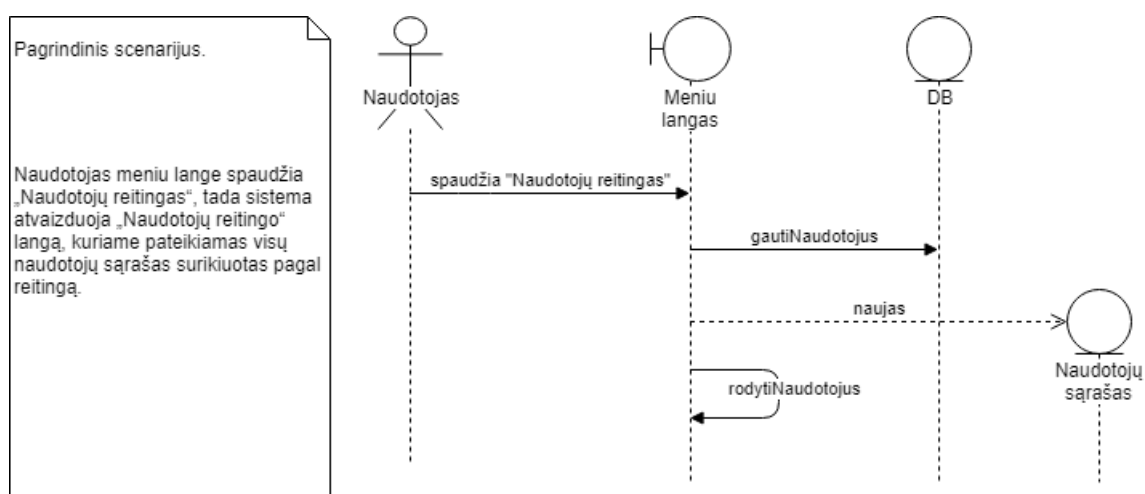 Pagrindinis scenarijus.
Naudotojas meniu lange spaudžia
„Naudotojų reitingas“, tada sistema
atvaizduoja „Naudotojų reitingo“
langą, kuriame pateikiamas visų
naudotojų sąrašas surikiuotas pagal
reitingą.
Naudotojas
Meniu
langas
DB
spaudžia "Naudotojų reitingas"
gautiNaudotojus
naujas
Naudotojų
sąrašas
rodytiNaudotojus